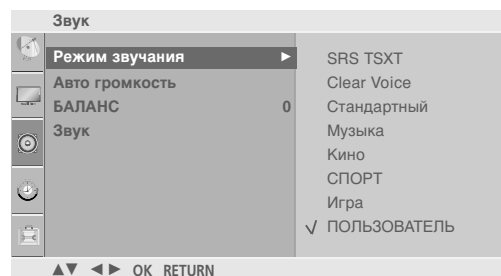 Звук
Режим звучания ►
Авто громкость
БАЛАНС 0
Звук
SRS TSXT
Clear Voice
Стандартный
Музыка
Кино
СПОРТ
Игра
√ ПОЛЬЗОВАТЕЛЬ
▲▼ ◄► OK RETURN